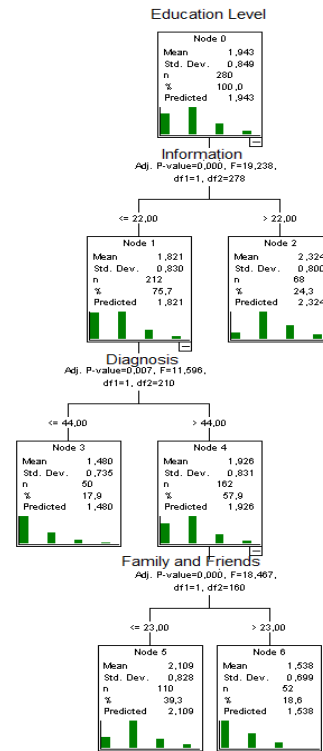 Education Level
Node 0
Mean 1,943
Std. Dev. 0,849
n 280
% 100,0
Predicted 1,943
Information
Adj. P-value=0,000, F=19,238,
df1=1, df2=278
<= 22,00 > 22,00
Node 1
Mean 1,821
Std. Dev. 0,830
n 212
% 75,7
Predicted 1,821
Node 2
Mean 2,324
Std. Dev. 0,800
n 68
% 24,3
Predicted 2,324
Diagnosis
Adj. P-value=0,007, F=11,596,
df1=1, df2=210
<= 44,00 > 44,00
Node 3
Mean 1,480
Std. Dev. 0,735
n 50
% 17,9
Predicted 1,480
Node 4
Mean 1,926
Std. Dev. 0,831
n 162
% 57,9
Predicted 1,926
Family and Friends
Adj. P-value=0,000, F=18,467,
df1=1, df2=160
<= 23,00 > 23,00
Node 5
Mean 2,109
Std. Dev. 0,828
n 110
% 39,3
Predicted 2,109
Node 6
Mean 1,538
Std. Dev. 0,699
n 52
% 18,6
Predicted 1,538